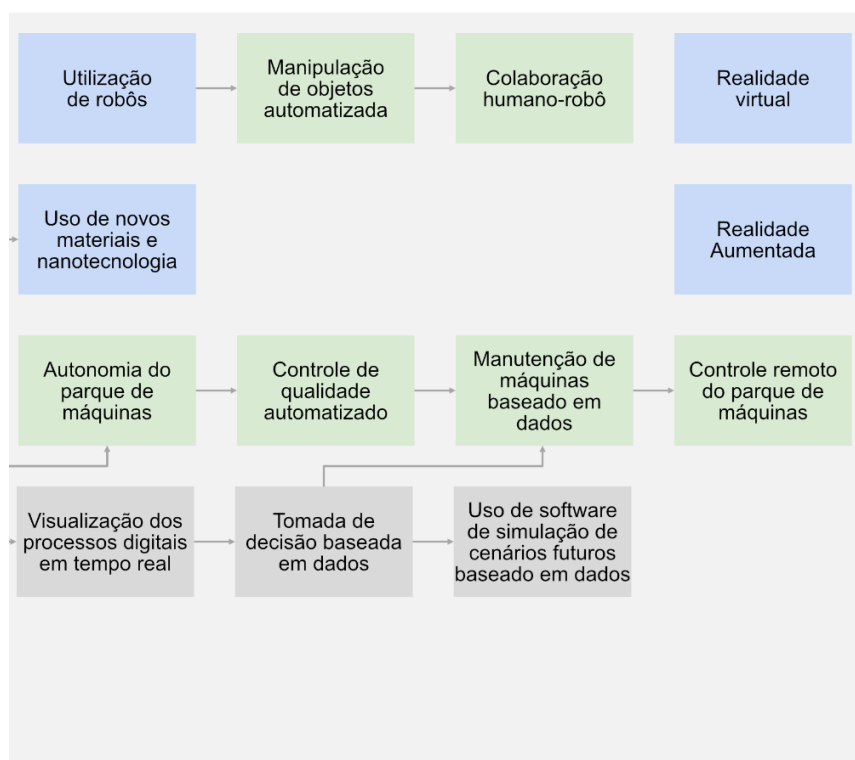 Utilização
de robôs
Manipulação
de objetos
automatizada
Colaboração
humano-robô
Realidade
virtual
Uso de novos
materiais e
nanotecnologia
Realidade
Aumentada
Autonomia do
parque de
máquinas
Controle de
qualidade
automatizado
Manutenção de
máquinas
baseado em
dados
Controle remoto
do parque de
máquinas
Visualização dos
processos digitais
em tempo real
Tomada de
decisão baseada
em dados
Uso de software
de simulação de
cenários futuros
baseado em dados